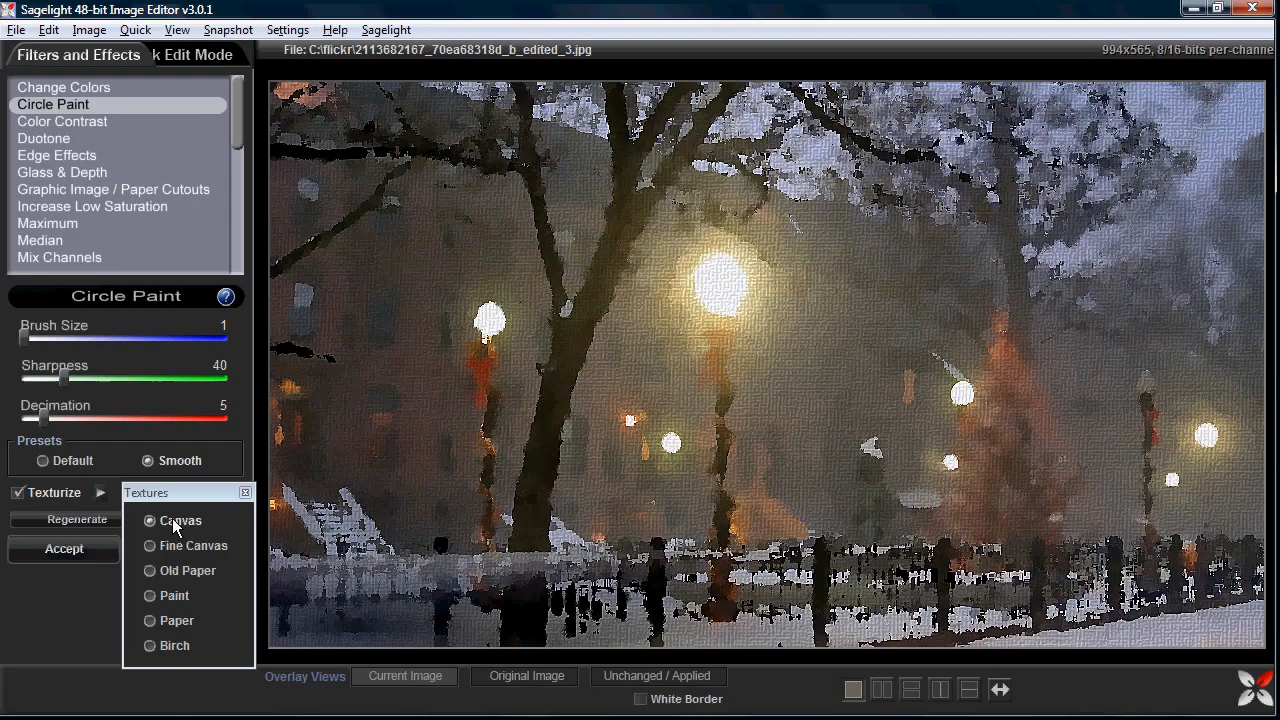 Sagelight 48-bit Image Editor v3.0.1
File Edit Image Quick View Snapshot Settings Help Sagelight
Filters and Effects k Edit Mode
File: C:\flickr\2113682167_70ea68318d_b_edited_3.jpg
994x565, 8/16-bits per-channe
Change Colors
Circle Paint
Color Contrast
Duotone
Edge Effects
Glass & Depth
Graphic Image / Paper Cutouts
Increase Low Saturation
Maximum
Median
Mix Channels
Circle Paint ?
Brush Size 1
Sharpness 40
Decimation 5
Presets
Default Smooth
Texturize
Regenerate
Accept
Textures
Canvas
Fine Canvas
Old Paper
Paint
Paper
Birch
Overlay Views Current Image Original Image Unchanged / Applied
White Border